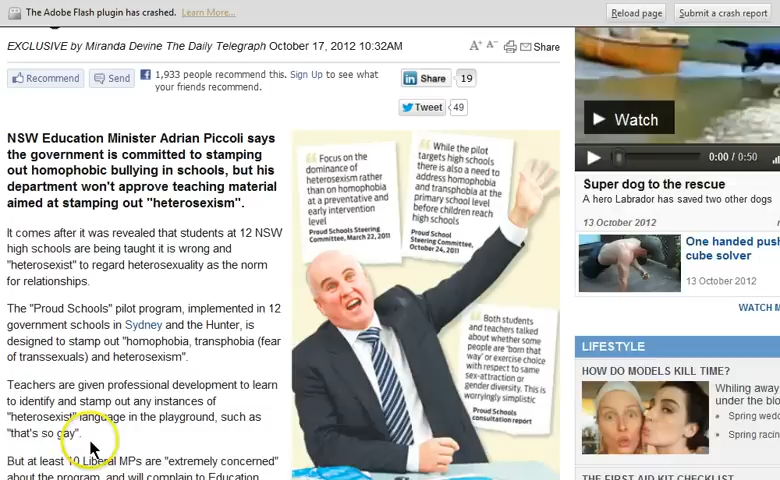 The Adobe Flash plugin has crashed. Learn More...
Reload page
Submit a crash report
EXCLUSIVE by Miranda Devine The Daily Telegraph October 17, 2012 10:32AM
A+ A- Share
Recommend
Send
1,933 people recommend this. Sign Up to see what
your friends recommend.
in Share 19
Tweet 49
NSW Education Minister Adrian Piccoli says
the government is committed to stamping
out homophobic bullying in schools, but his
department won't approve teaching material
aimed at stamping out "heterosexism".
It comes after it was revealed that students at 12 NSW
high schools are being taught it is wrong and
"heterosexist" to regard heterosexuality as the norm
for relationships.
The "Proud Schools" pilot program, implemented in 12
government schools in Sydney and the Hunter, is
designed to stamp out "homophobia, transphobia (fear
of transsexuals) and heterosexism".
Teachers are given professional development to learn
to identify and stamp out any instances of
"heterosexist" language in the playground, such as
"that's so gay".
But at least 10 Liberal MPs are "extremely concerned"
about the program, and will complain to Education
Focus on the
dominance of
heterosexism rather
than on homophobia
at a preventative and
early intervention
level
Proud Schools Steering
Committee, March 22, 2011
While the pilot
targets high schools
there is also a need to
address homophobia
and transphobia at the
primary school level
before children reach
high schools
Proud School
Steering Committee,
October 24, 2011
Both students
and teachers talked
about whether some
people are 'born that
way' or exercise choice
with respect to same
sex-attraction or
gender diversity. This is
worryingly simplistic
Proud Schools
consultation report
Watch
0:00 / 0:50
Super dog to the rescue
A hero Labrador has saved two other dogs
13 October 2012
One handed push
cube solver
13 October 2012
WATCH M
LIFESTYLE
HOW DO MODELS KILL TIME?
Whiling away
under the blo
Spring wedd
Spring racin
THE FIRST AID KIT CHECKLIST